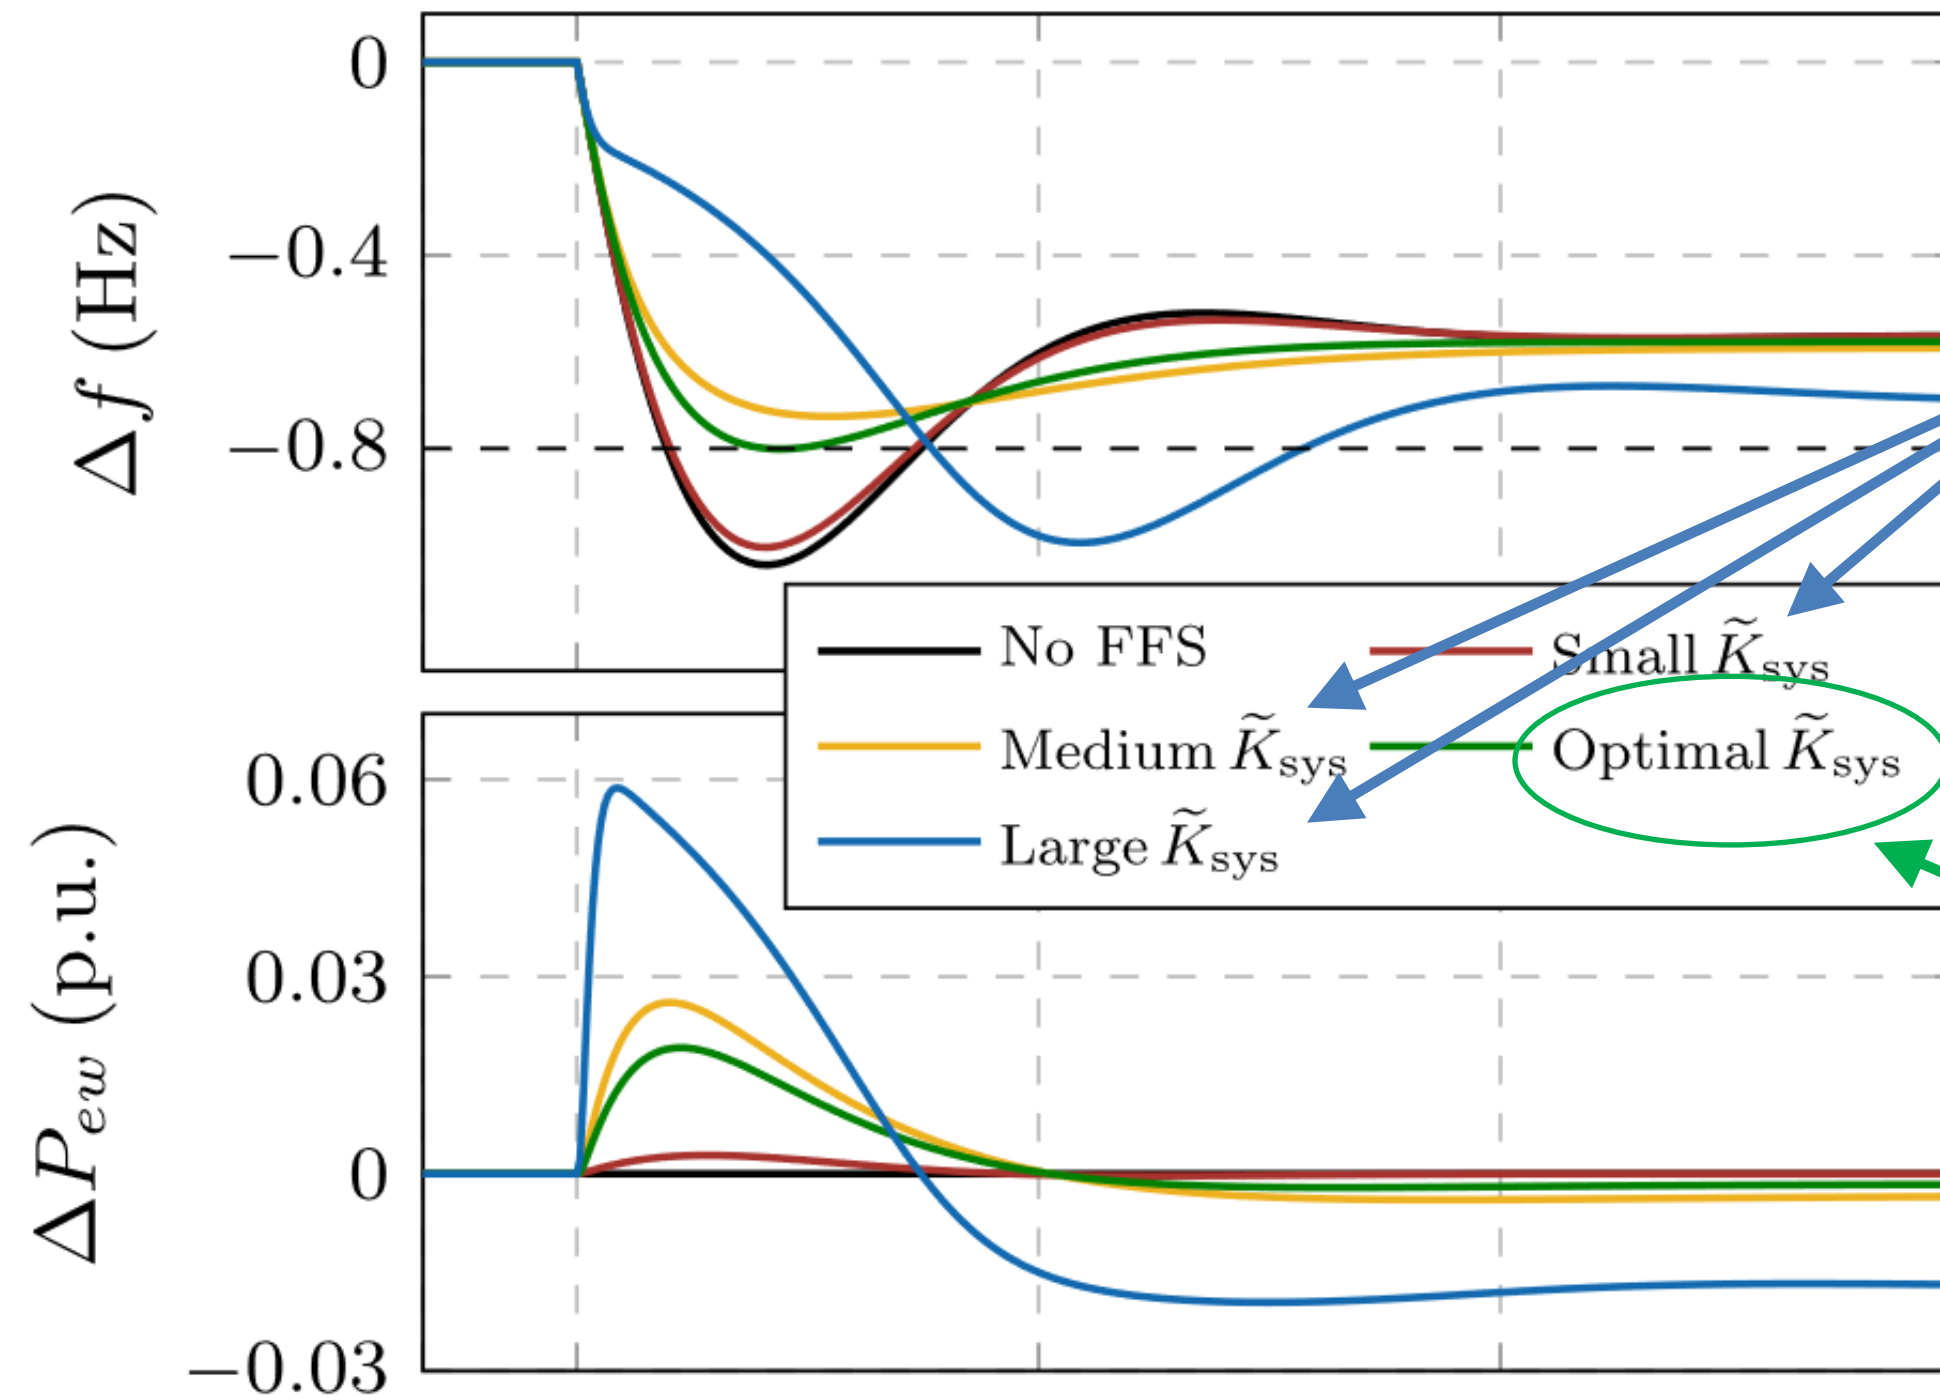 0
−0.4
−0.8
Δf (Hz)
No FFS
Small K̃sys
Medium K̃sys
Optimal K̃sys
Large K̃sys
0.06
0.03
0
−0.03
ΔPew (p.u.)